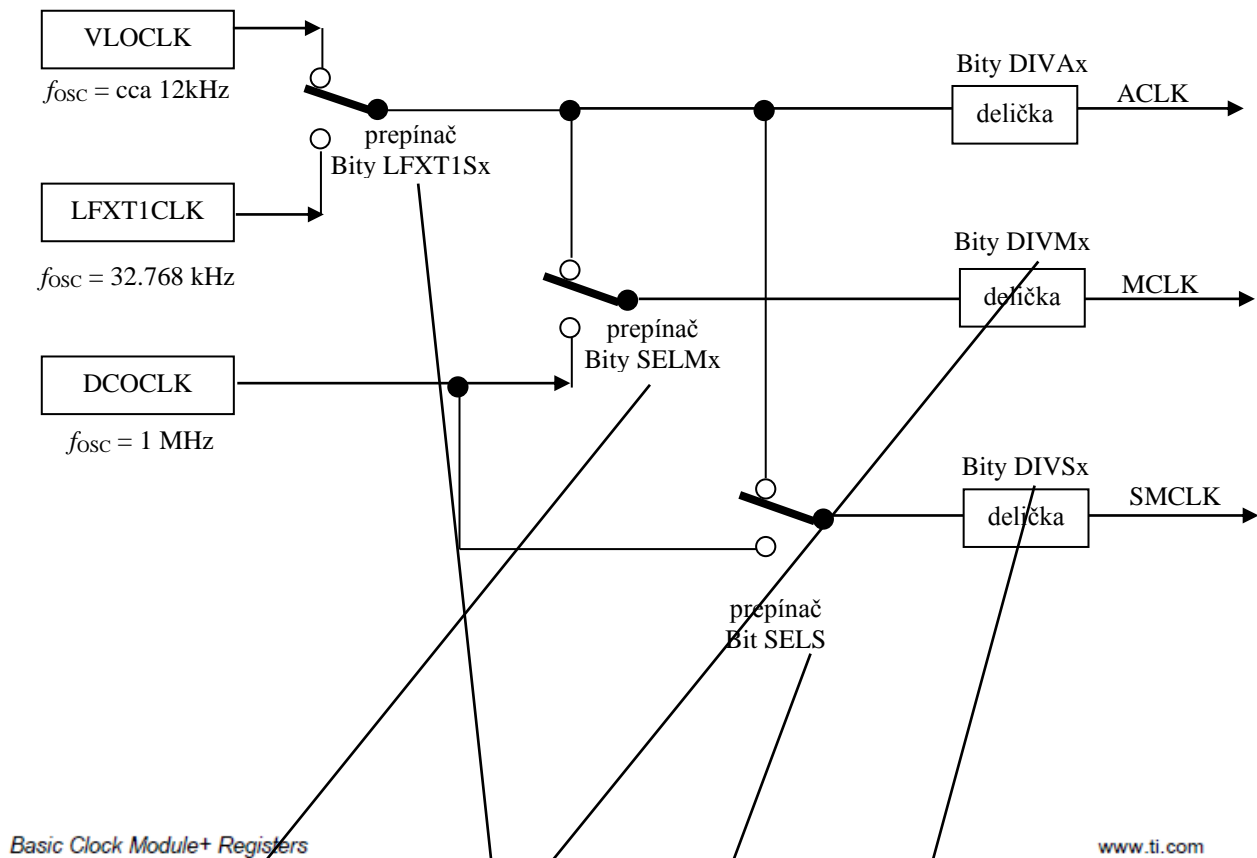 VLOCLK
fOSC = cca 12kHz
prepínač
Bity LFXT1Sx
Bity DIVAx
delička
ACLK
LFXT1CLK
fOSC = 32.768 kHz
Bity DIVMx
delička
MCLK
prepínač
Bity SELMx
DCOCLK
fOSC = 1 MHz
Bity DIVSx
delička
SMCLK
prepínač
Bit SELS
Basic Clock Module+ Registers
www.ti.com